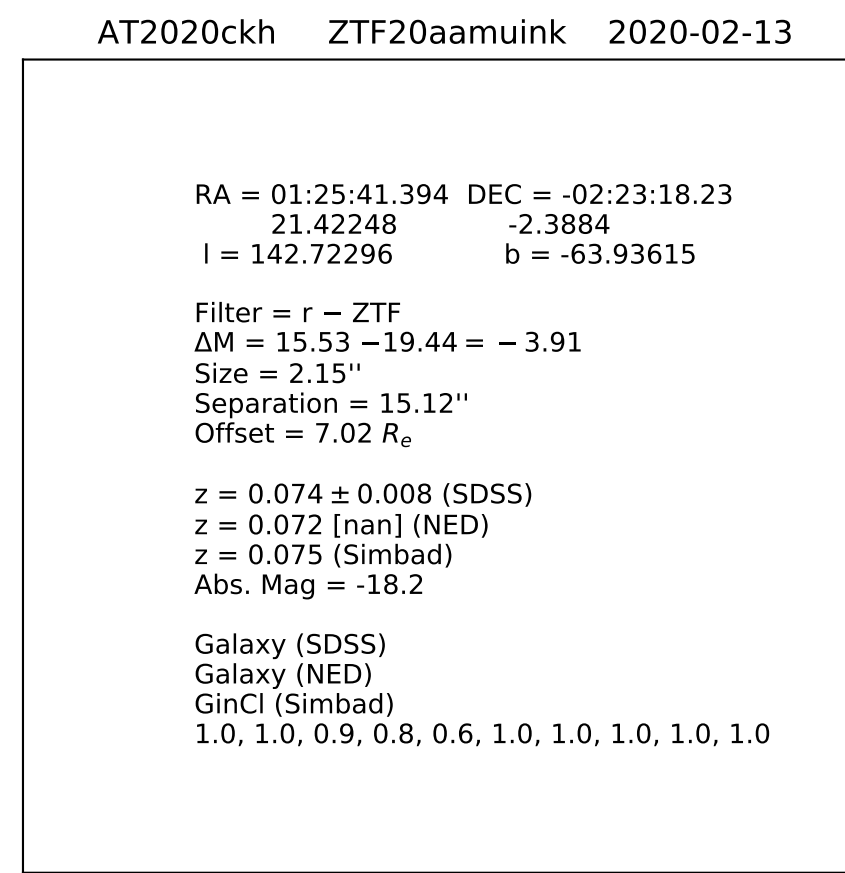 AT2020ckh ZTF20aamuink 2020-02-13
RA = 01:25:41.394 DEC = -02:23:18.23
21.42248 -2.3884
l = 142.72296 b = -63.93615
Filter = r − ZTF
ΔM = 15.53 −19.44 = − 3.91
Size = 2.15''
Separation = 15.12''
Offset = 7.02 Rₑ
z = 0.074 ± 0.008 (SDSS)
z = 0.072 [nan] (NED)
z = 0.075 (Simbad)
Abs. Mag = -18.2
Galaxy (SDSS)
Galaxy (NED)
GinCl (Simbad)
1.0, 1.0, 0.9, 0.8, 0.6, 1.0, 1.0, 1.0, 1.0, 1.0